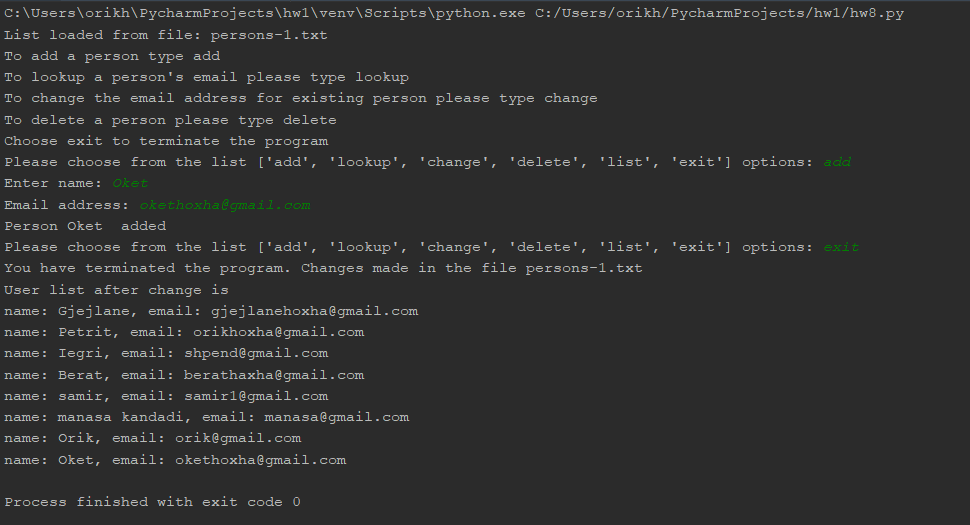 C:\Users\orikh\PycharmProjects\hw1\venv\Scripts\python.exe C:/Users/orikh/PycharmProjects/hw1/hw8.py
List loaded from file: persons-1.txt
To add a person type add
To lookup a person's email please type lookup
To change the email address for existing person please type change
To delete a person please type delete
Choose exit to terminate the program
Please choose from the list ['add', 'lookup', 'change', 'delete', 'list', 'exit'] options: add
Enter name: Oket
Email address: okethoxha@gmail.com
Person Oket  added
Please choose from the list ['add', 'lookup', 'change', 'delete', 'list', 'exit'] options: exit
You have terminated the program. Changes made in the file persons-1.txt
User list after change is
name: Gjejlane, email: gjejlanehoxha@gmail.com
name: Petrit, email: orikhoxha@gmail.com
name: Iegri, email: shpend@gmail.com
name: Berat, email: berathaxha@gmail.com
name: samir, email: samir1@gmail.com
name: manasa kandadi, email: manasa@gmail.com
name: Orik, email: orik@gmail.com
name: Oket, email: okethoxha@gmail.com
Process finished with exit code 0